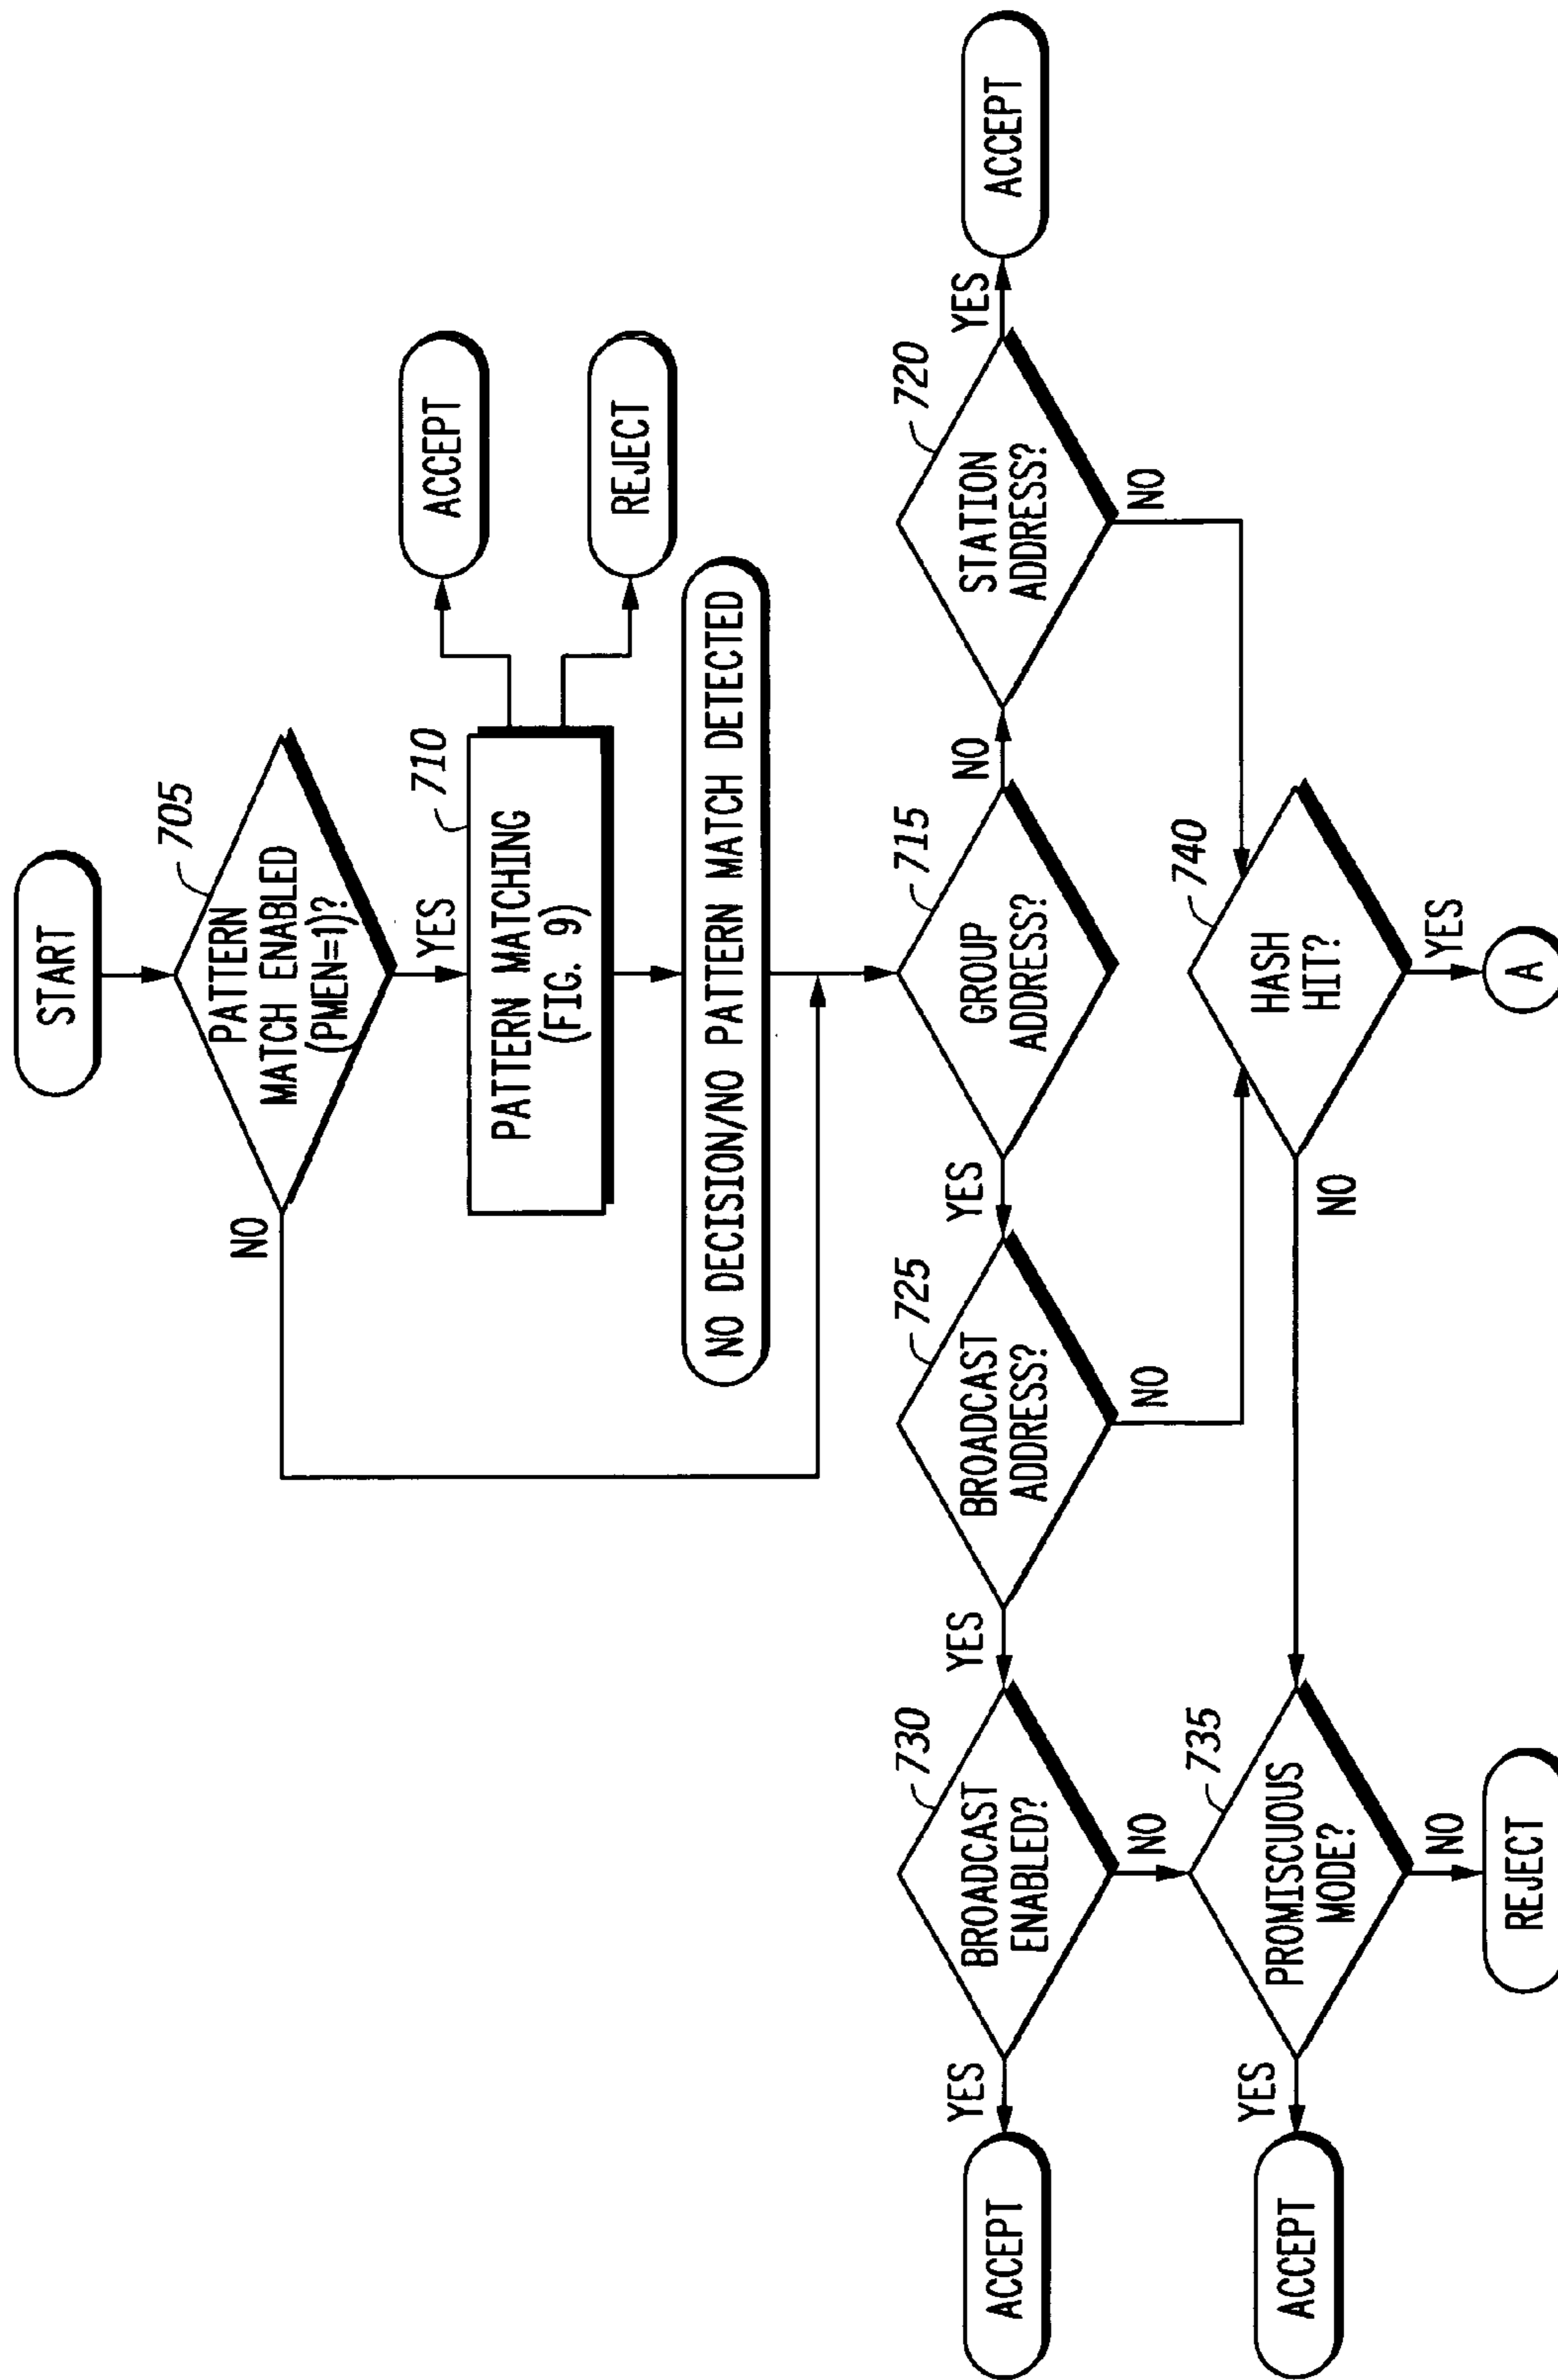 START
705
PATTERN
MATCH ENABLED
(PMEN=1)?
NO
YES
710
PATTERN MATCHING
(FIG. 9)
ACCEPT
REJECT
NO DECISION/NO PATTERN MATCH DETECTED
715
GROUP
ADDRESS?
YES
NO
720
STATION
ADDRESS?
YES
ACCEPT
NO
725
BROADCAST
ADDRESS?
YES
NO
730
BROADCAST
ENABLED?
YES
ACCEPT
NO
735
PROMISCUOUS
MODE?
YES
ACCEPT
NO
REJECT
740
HASH
HIT?
NO
YES
A